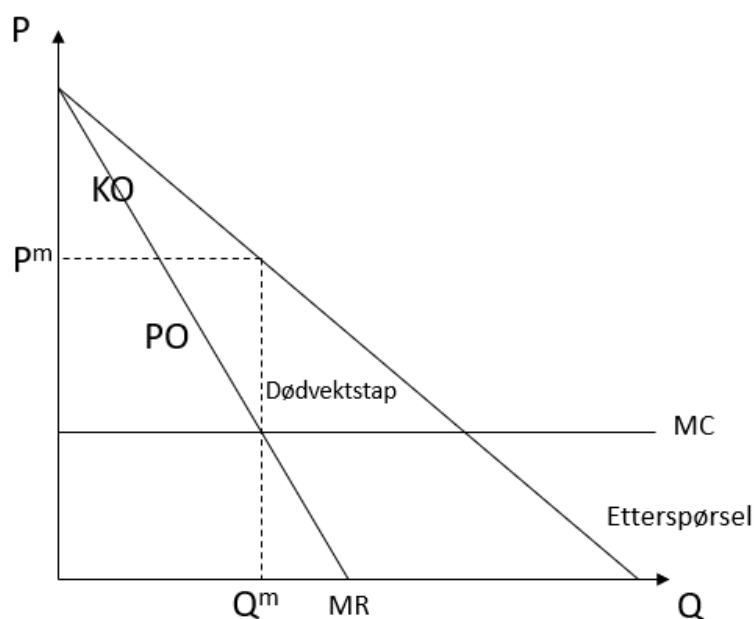 P
KO
Pᵐ
PO
Dødvektstap
MC
Etterspørsel
Qᵐ
MR
Q